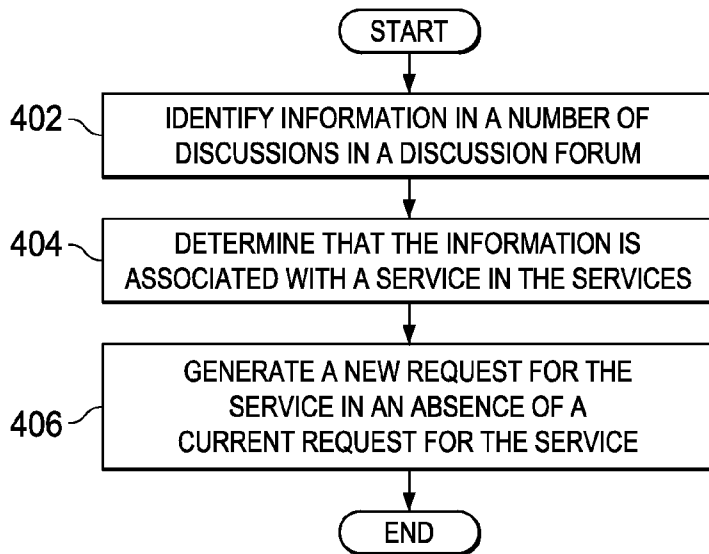 START
402
IDENTIFY INFORMATION IN A NUMBER OF
DISCUSSIONS IN A DISCUSSION FORUM
404
DETERMINE THAT THE INFORMATION IS
ASSOCIATED WITH A SERVICE IN THE SERVICES
406
GENERATE A NEW REQUEST FOR THE
SERVICE IN AN ABSENCE OF A
CURRENT REQUEST FOR THE SERVICE
END